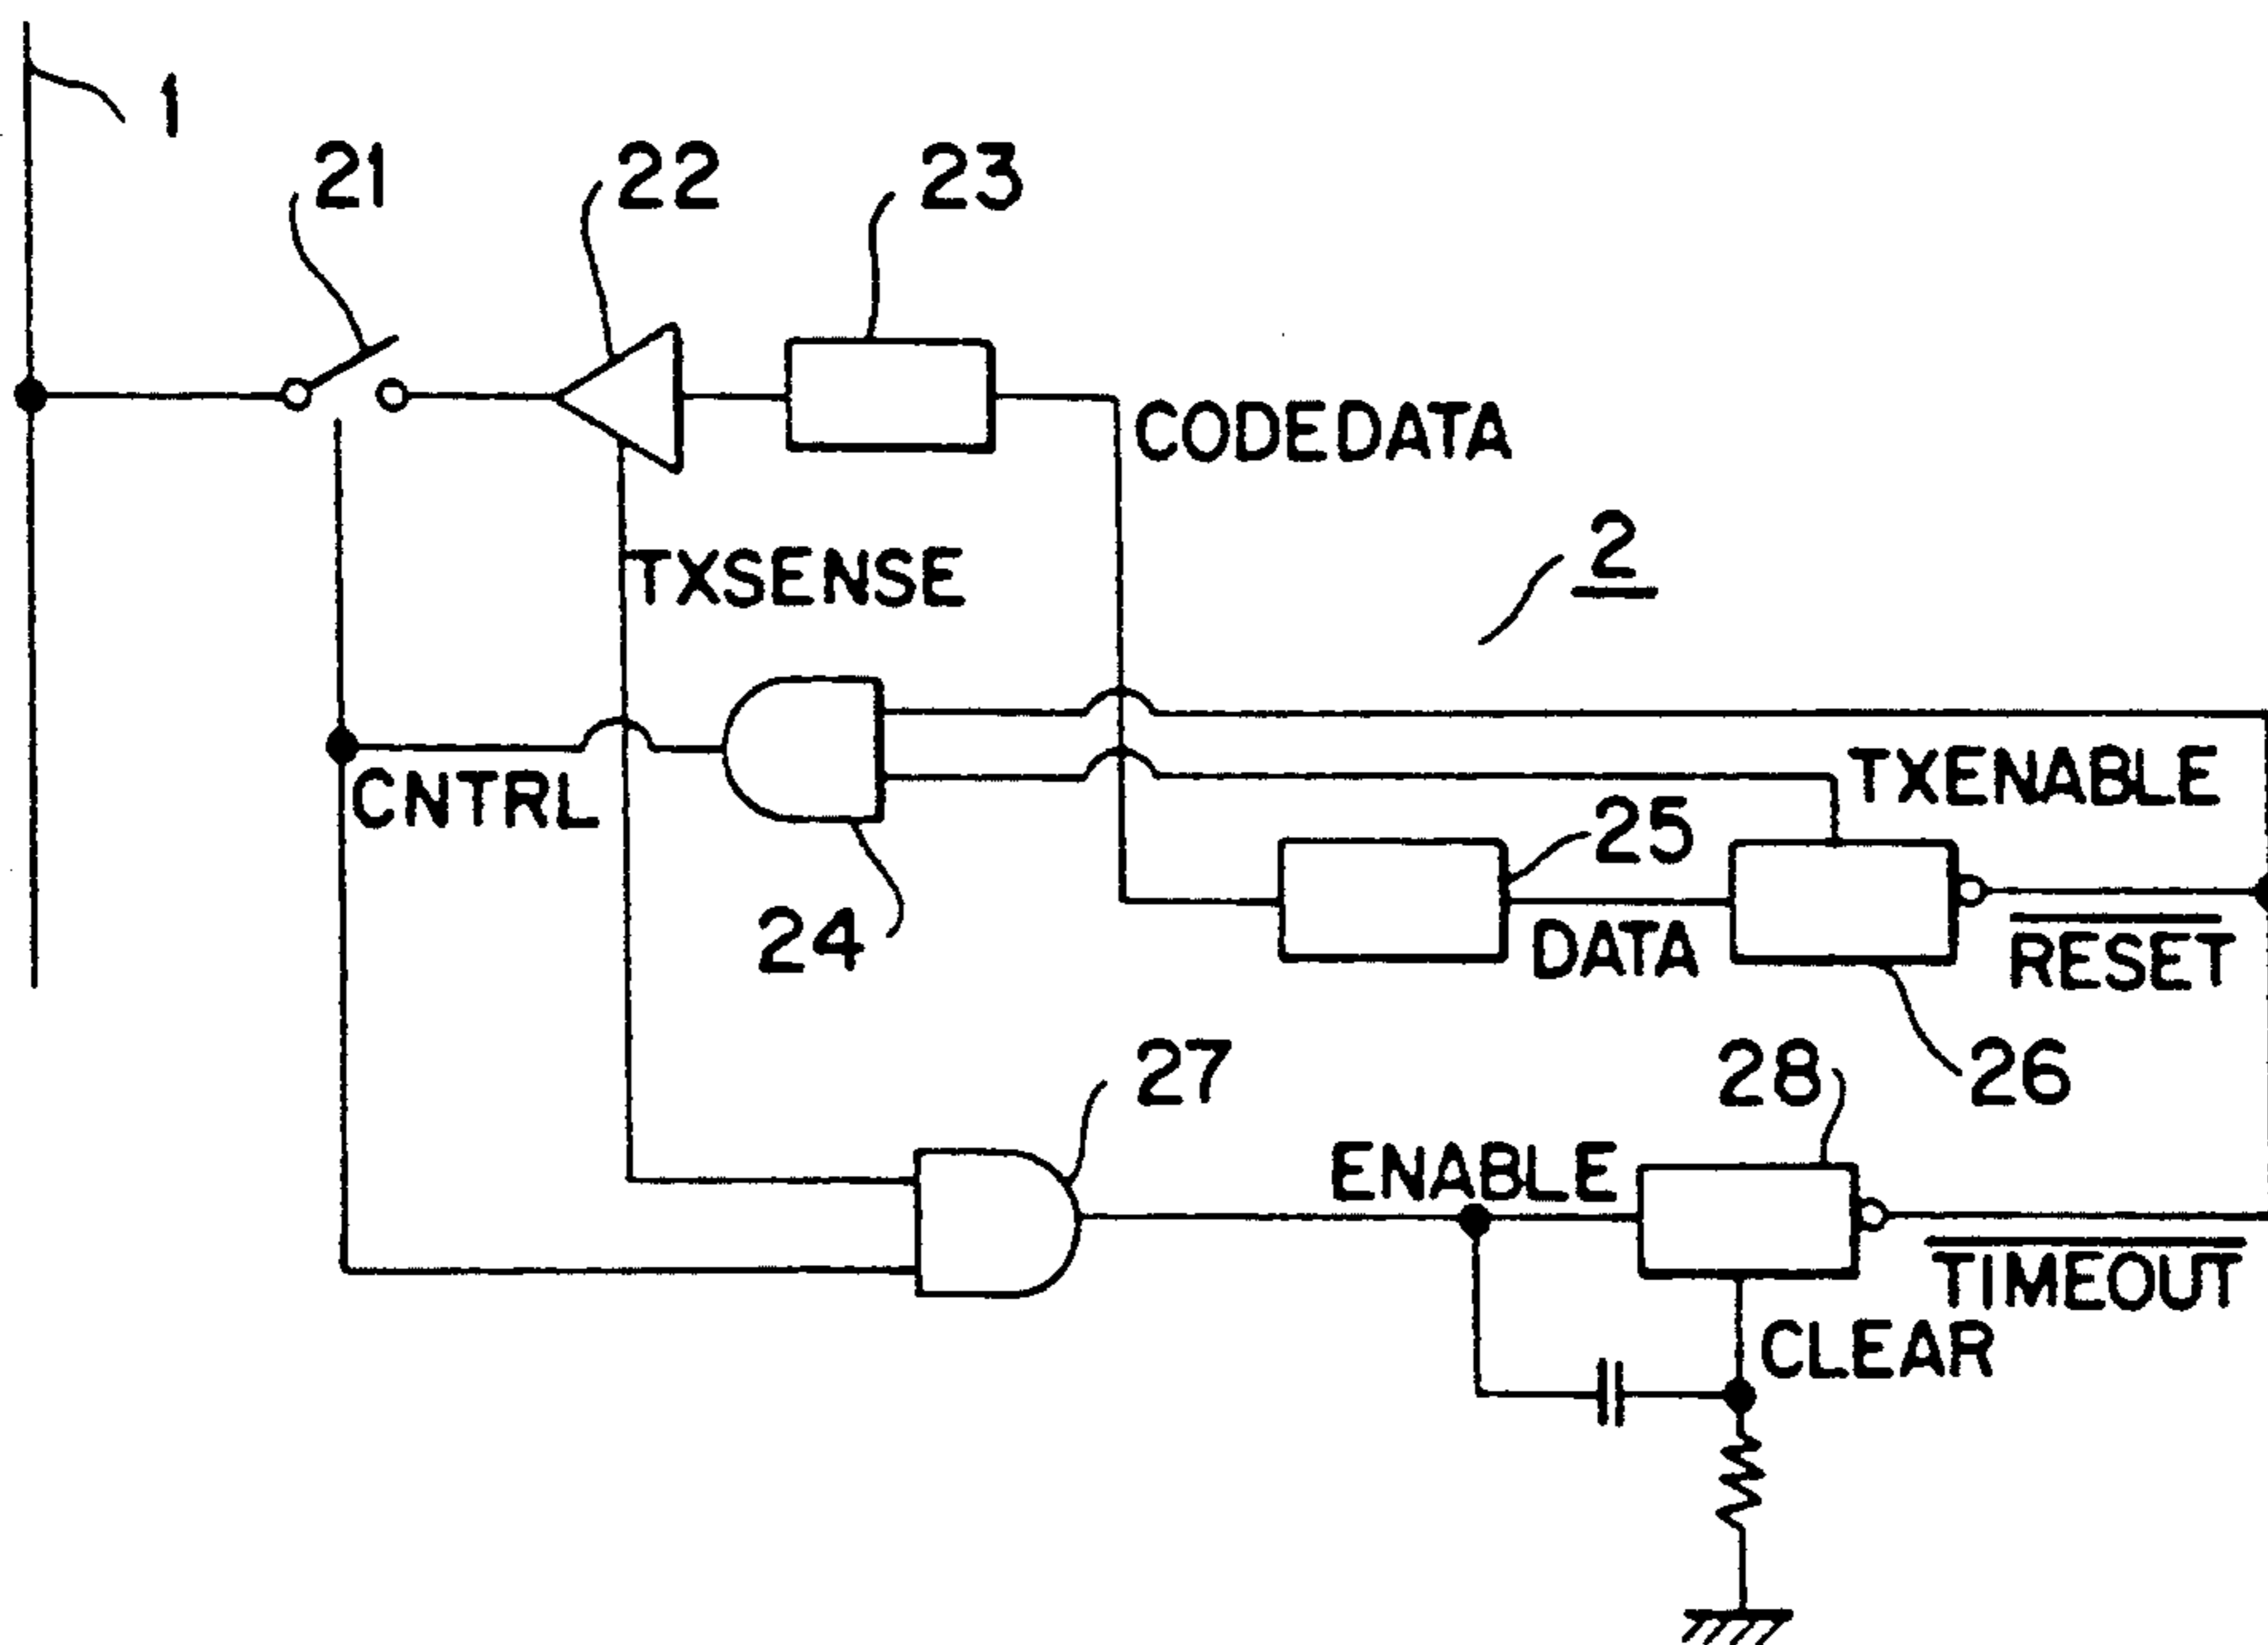 1
21
22
23
CODEDATA
TXSENSE
2
TXENABLE
CNTRL
25
24
DATA
RESET
27
28
26
ENABLE
TIMEOUT
CLEAR